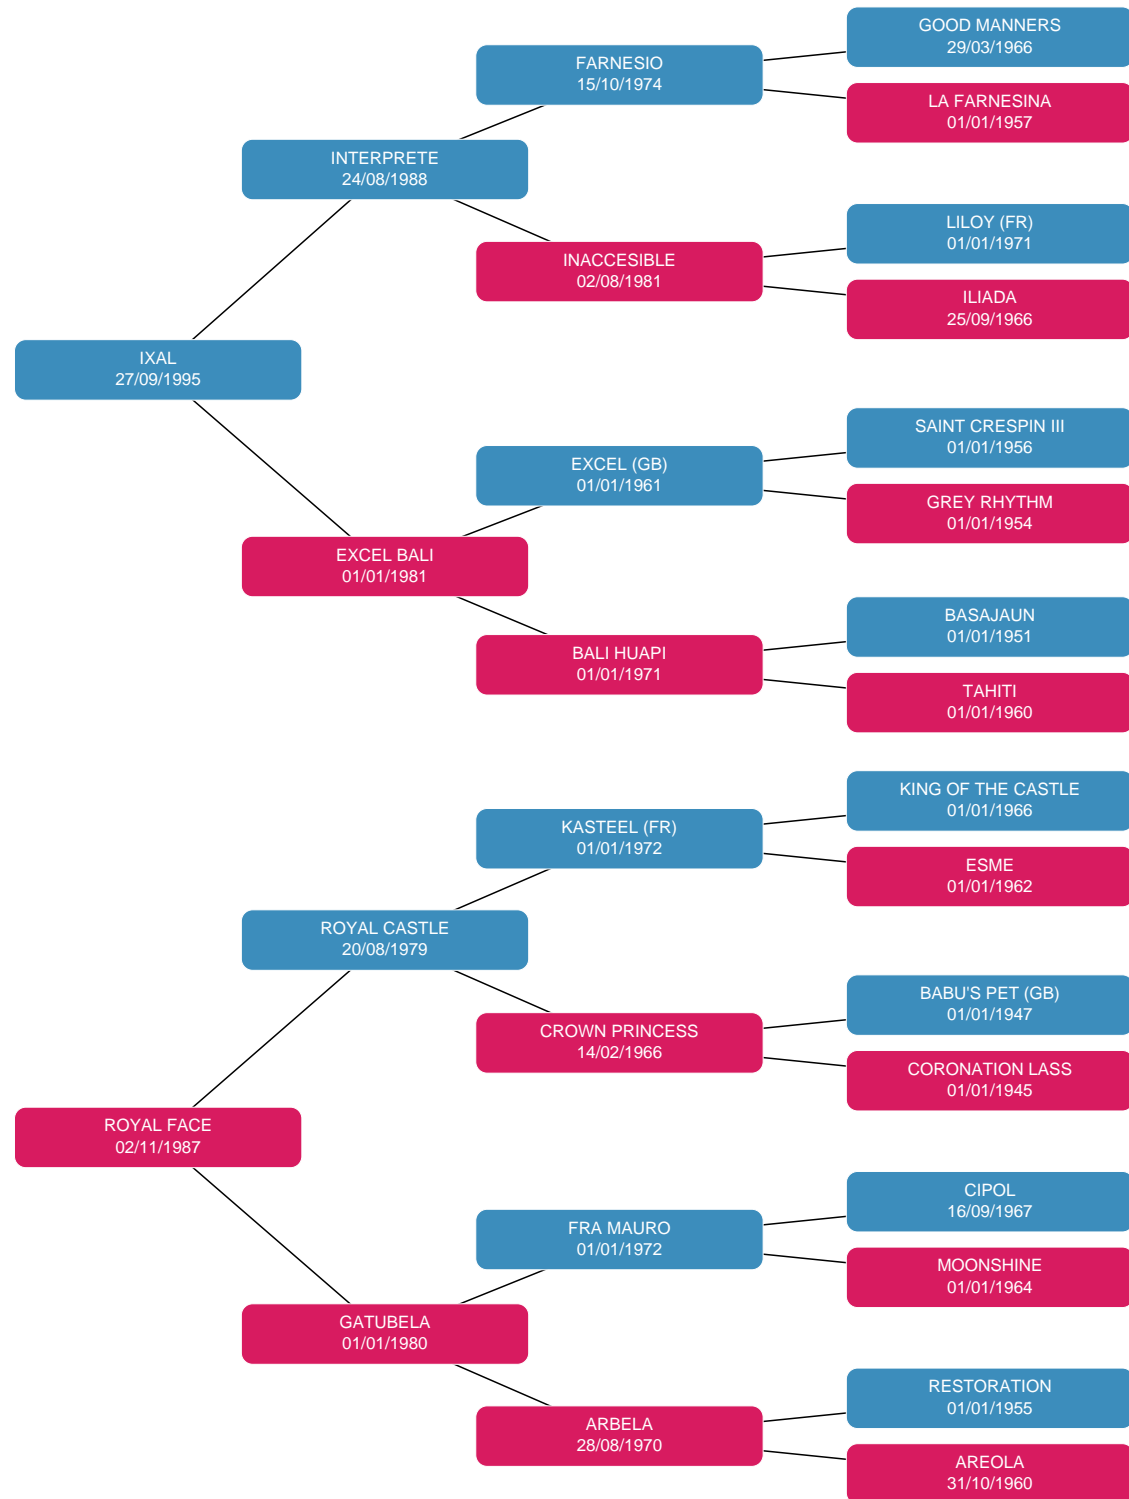 GOOD MANNERS
29/03/1966
FARNESIO
15/10/1974
LA FARNESINA
01/01/1957
INTERPRETE
24/08/1988
LILOY (FR)
01/01/1971
INACCESIBLE
02/08/1981
ILIADA
25/09/1966
IXAL
27/09/1995
SAINT CRESPIN III
01/01/1956
EXCEL (GB)
01/01/1961
GREY RHYTHM
01/01/1954
EXCEL BALI
01/01/1981
BASAJAUN
01/01/1951
BALI HUAPI
01/01/1971
TAHITI
01/01/1960
KING OF THE CASTLE
01/01/1966
KASTEEL (FR)
01/01/1972
ESME
01/01/1962
ROYAL CASTLE
20/08/1979
BABU'S PET (GB)
01/01/1947
CROWN PRINCESS
14/02/1966
CORONATION LASS
01/01/1945
ROYAL FACE
02/11/1987
CIPOL
16/09/1967
FRA MAURO
01/01/1972
MOONSHINE
01/01/1964
GATUBELA
01/01/1980
RESTORATION
01/01/1955
ARBELA
28/08/1970
AREOLA
31/10/1960